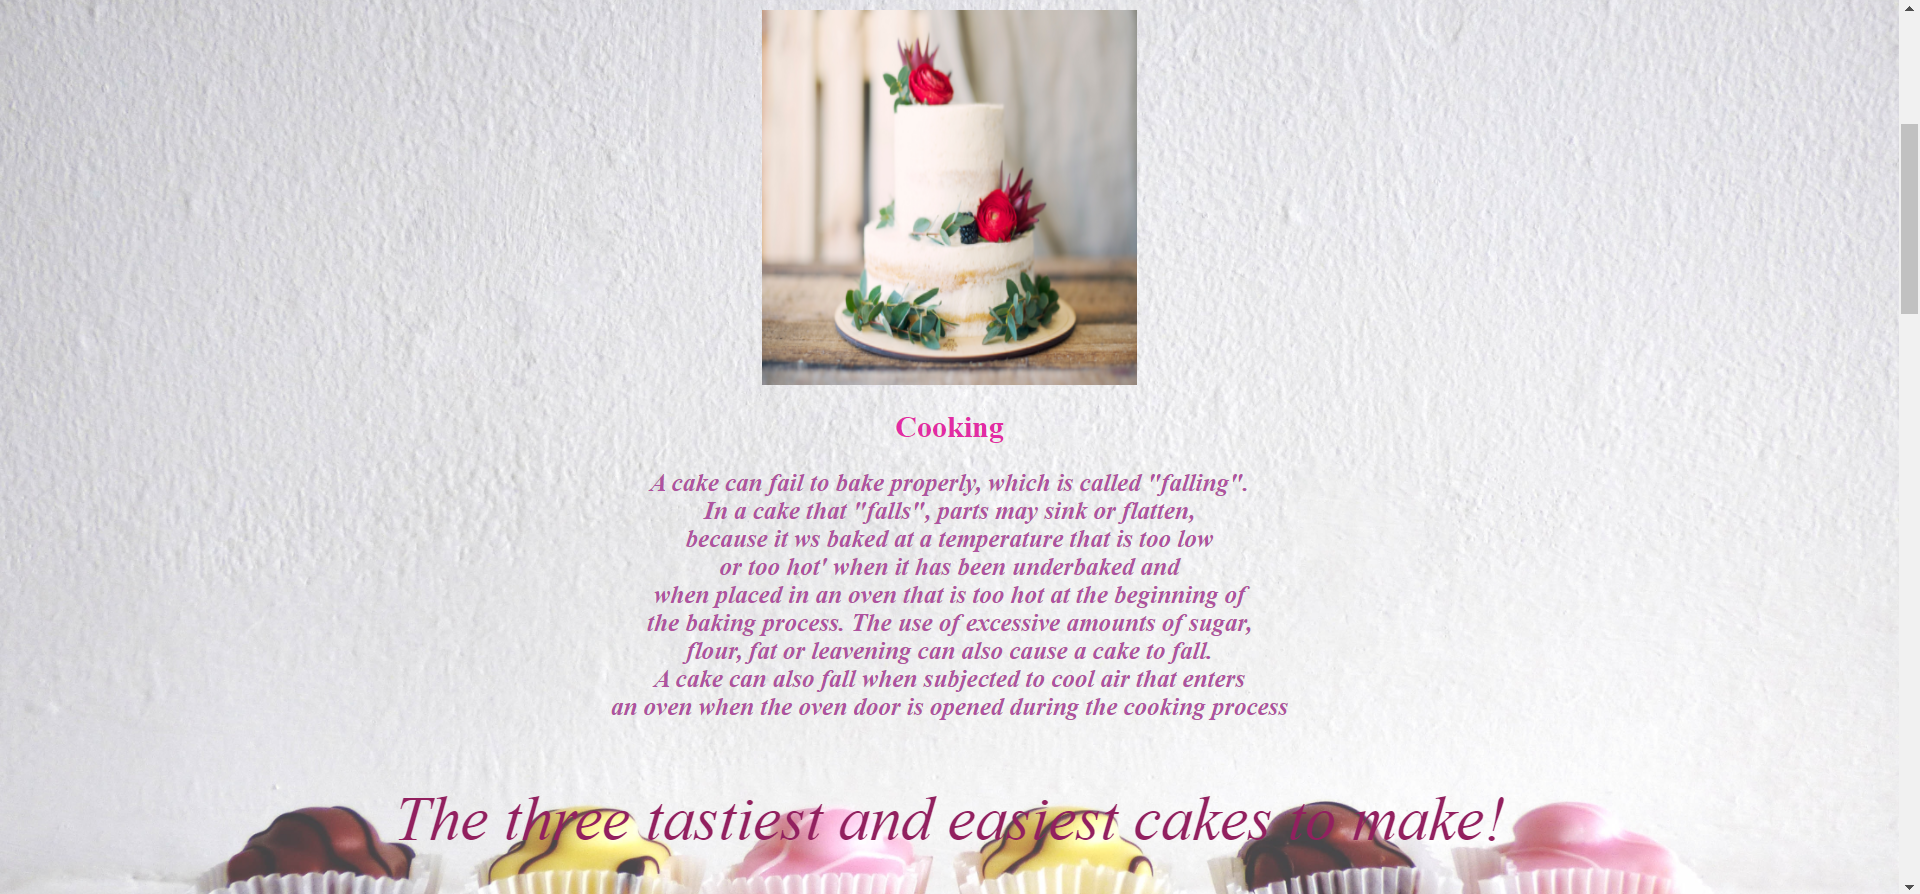 Cooking
A cake can fail to bake properly, which is called "falling".
In a cake that "falls", parts may sink or flatten,
because it ws baked at a temperature that is too low
or too hot' when it has been underbaked and
when placed in an oven that is too hot at the beginning of
the baking process. The use of excessive amounts of sugar,
flour, fat or leavening can also cause a cake to fall.
A cake can also fall when subjected to cool air that enters
an oven when the oven door is opened during the cooking process
The three tastiest and easiest cakes to make!